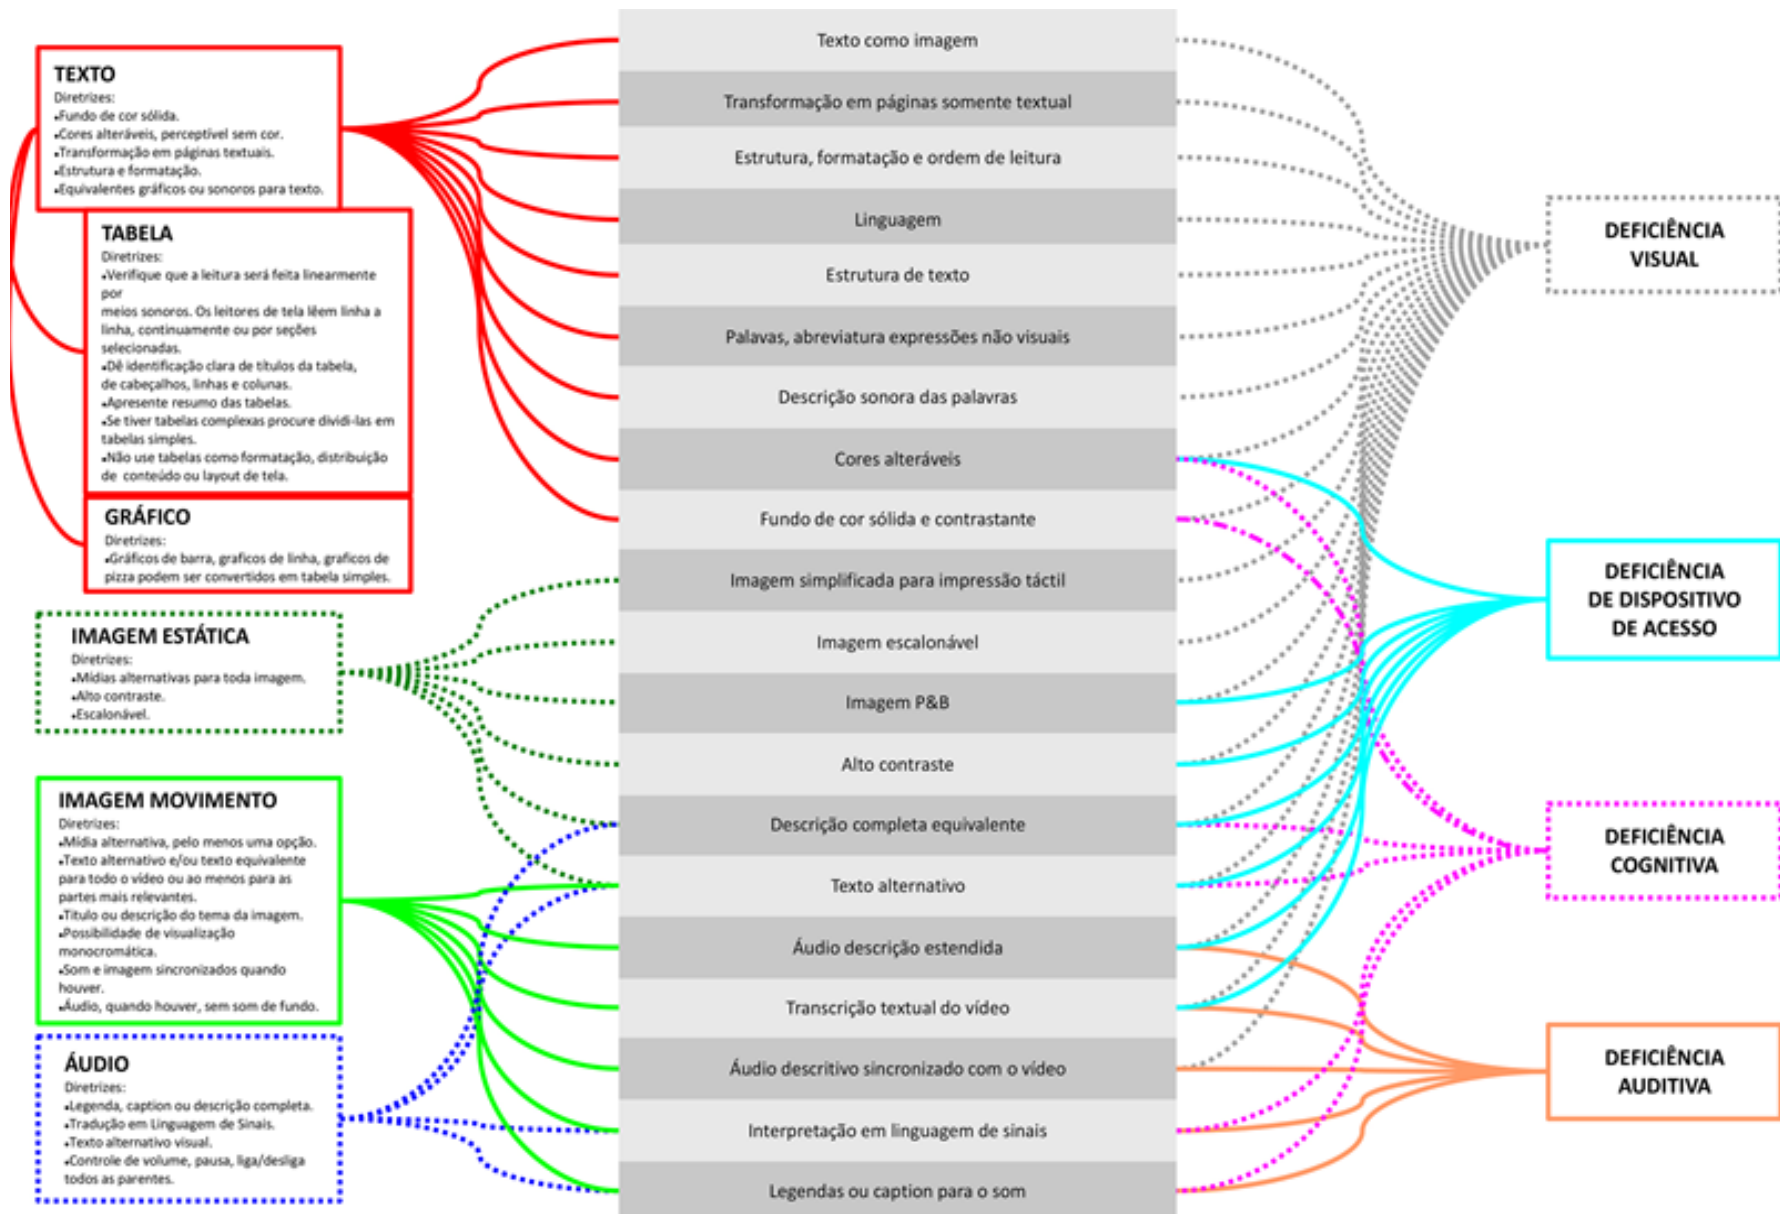 TEXTO
Diretrizes:
•Fundo de cor sólida.
•Cores alteráveis, perceptível sem cor.
•Transformação em páginas textuais.
•Estrutura e formatação.
•Equivalentes gráficos ou sonoros para texto.
TABELA
Diretrizes:
•Verifique que a leitura será feita linearmente
por
meios sonoros. Os leitores de tela lêem linha a
linha, continuamente ou por seções
selecionadas.
•Dê identificação clara de títulos da tabela,
de cabeçalhos, linhas e colunas.
•Apresente resumo das tabelas.
•Se tiver tabelas complexas procure dividi-las em
tabelas simples.
•Não use tabelas como formatação, distribuição
de conteúdo ou layout de tela.
GRÁFICO
Diretrizes:
•Gráficos de barra, graficos de linha, graficos de
pizza podem ser convertidos em tabela simples.
IMAGEM ESTÁTICA
Diretrizes:
•Mídias alternativas para toda imagem.
•Alto contraste.
•Escalonável.
IMAGEM MOVIMENTO
Diretrizes:
•Mídia alternativa, pelo menos uma opção.
•Texto alternativo e/ou texto equivalente
para todo o vídeo ou ao menos para as
partes mais relevantes.
•Titulo ou descrição do tema da imagem.
•Possibilidade de visualização
monocromática.
•Som e imagem sincronizados quando
houver.
•Áudio, quando houver, sem som de fundo.
ÁUDIO
Diretrizes:
•Legenda, caption ou descrição completa.
•Tradução em Linguagem de Sinais.
•Texto alternativo visual.
•Controle de volume, pausa, liga/desliga
todos as parentes.
Texto como imagem
Transformação em páginas somente textual
Estrutura, formatação e ordem de leitura
Linguagem
Estrutura de texto
Palavas, abreviatura expressões não visuais
Descrição sonora das palavras
Cores alteráveis
Fundo de cor sólida e contrastante
Imagem simplificada para impressão táctil
Imagem escalonável
Imagem P&B
Alto contraste
Descrição completa equivalente
Texto alternativo
Áudio descrição estendida
Transcrição textual do vídeo
Áudio descritivo sincronizado com o vídeo
Interpretação em linguagem de sinais
Legendas ou caption para o som
DEFICIÊNCIA
VISUAL
DEFICIÊNCIA
DE DISPOSITIVO
DE ACESSO
DEFICIÊNCIA
COGNITIVA
DEFICIÊNCIA
AUDITIVA